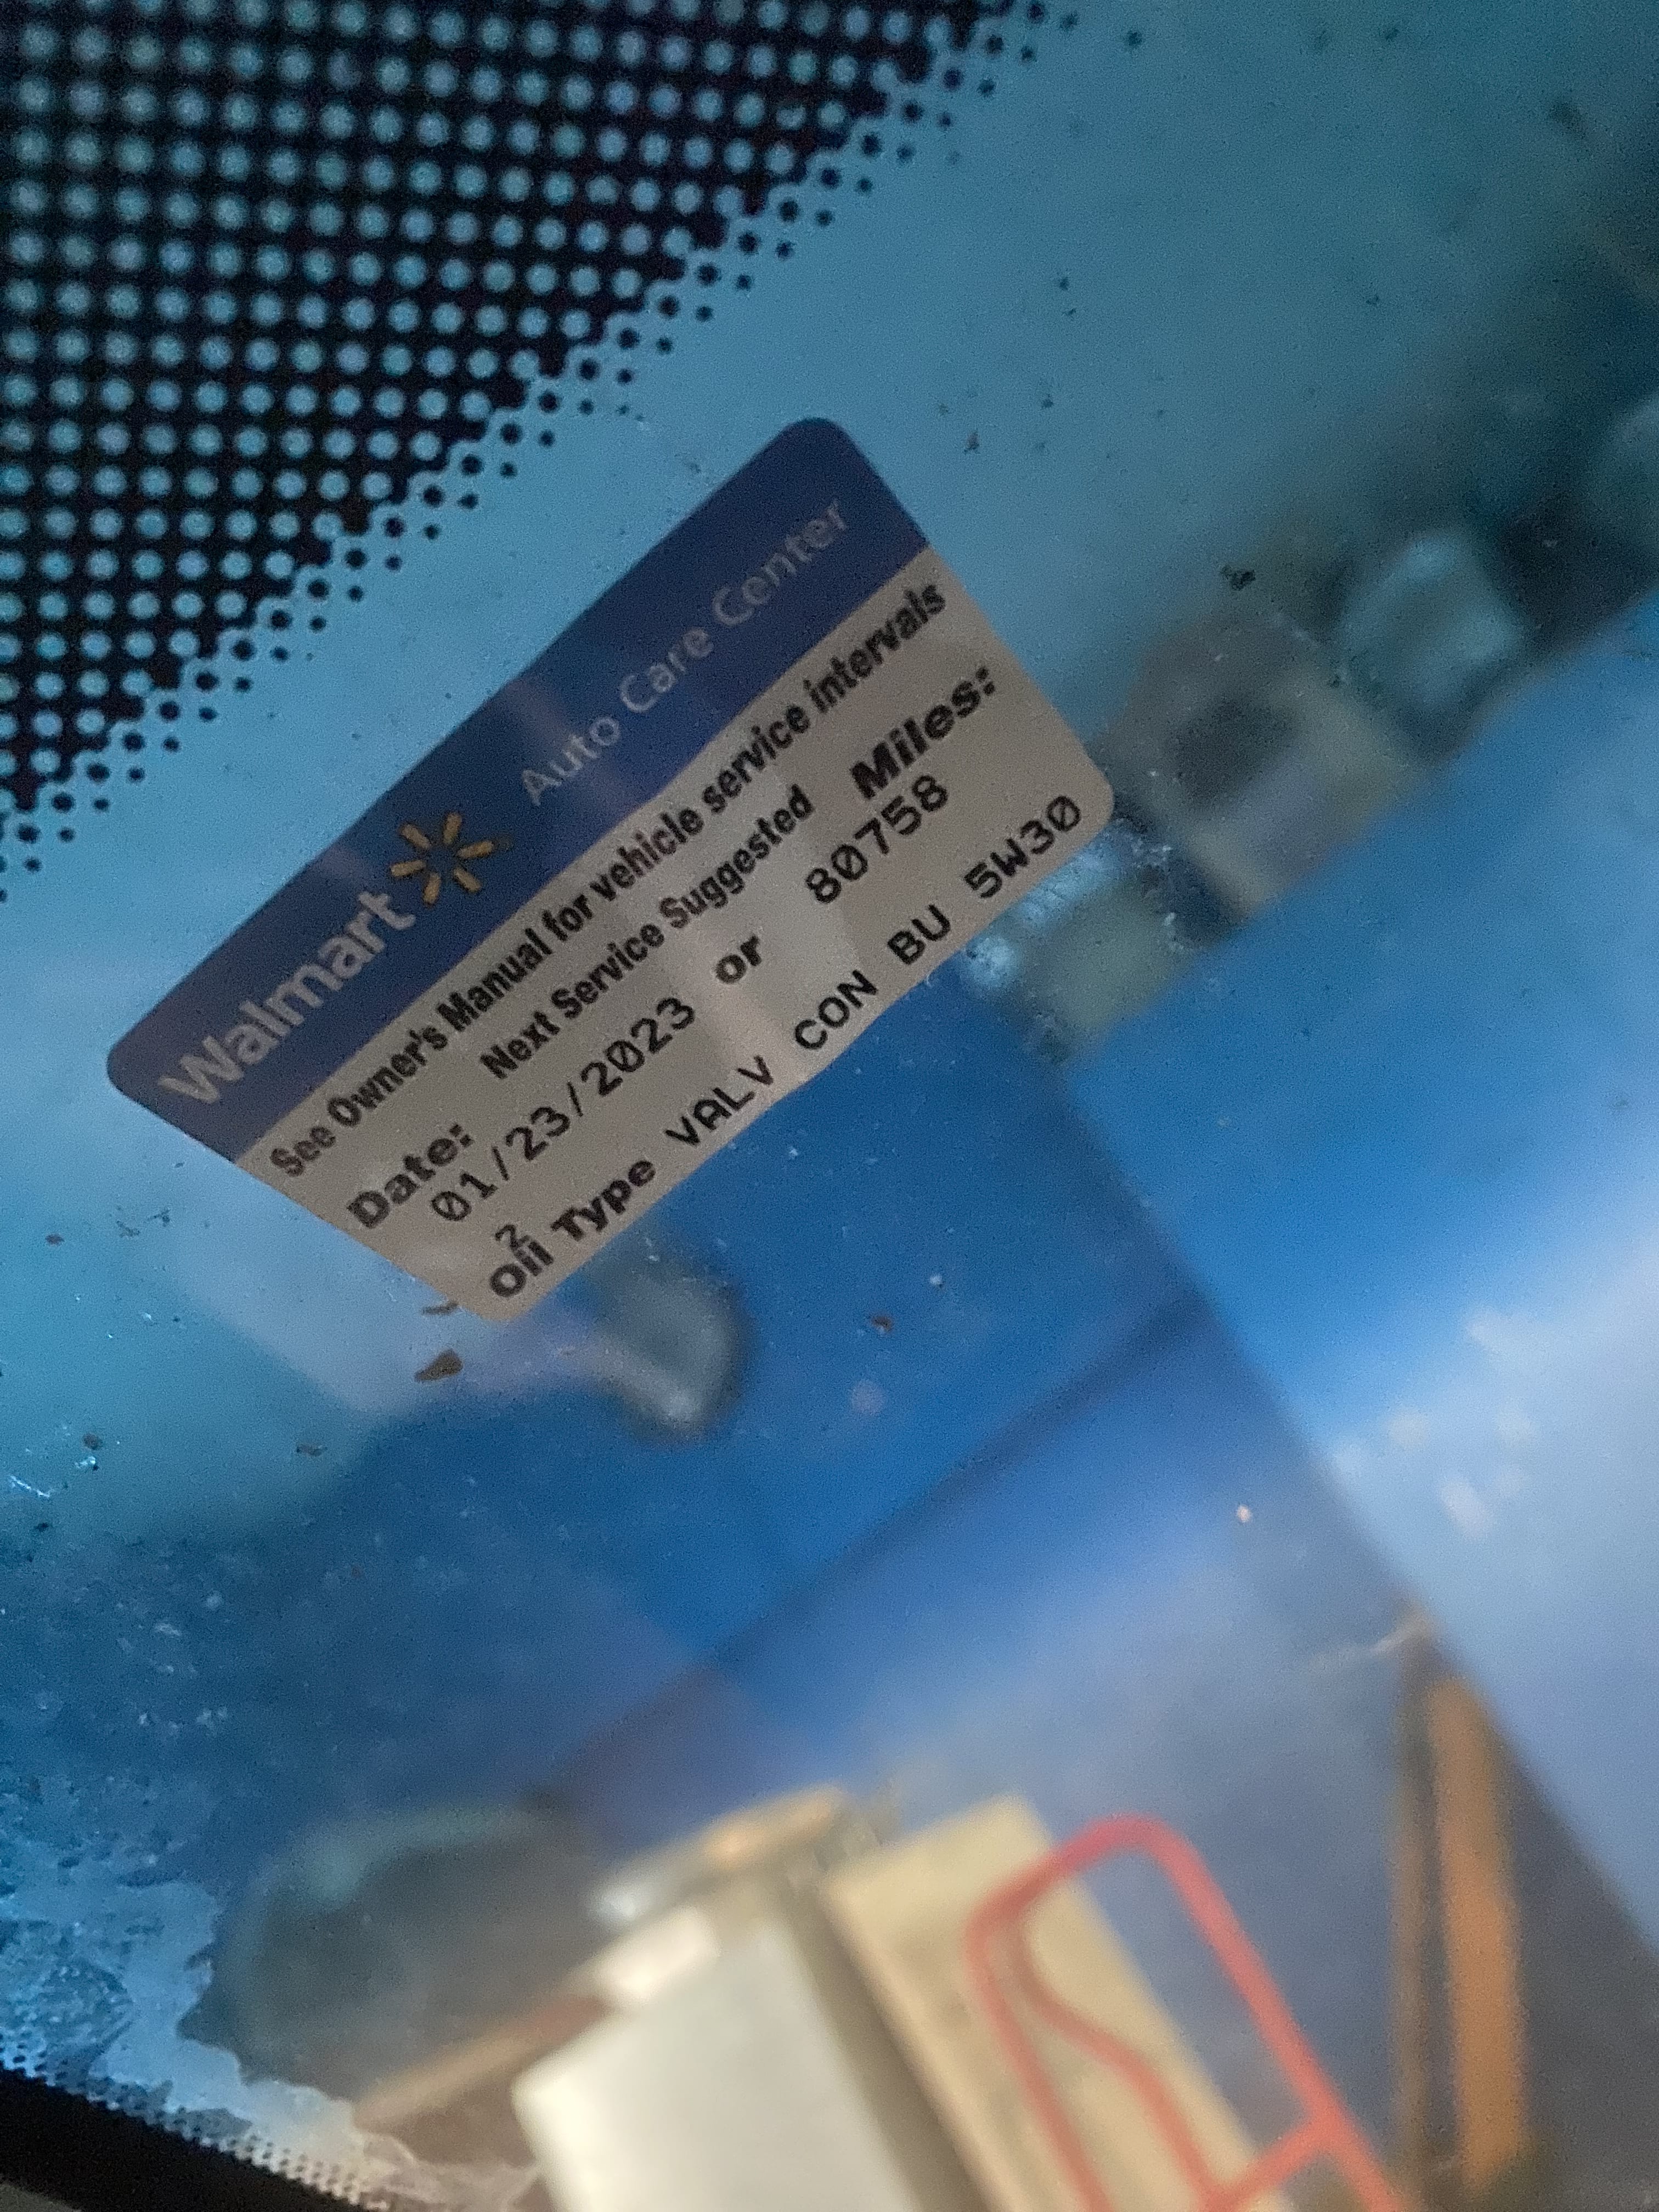 Walmart Auto Care Center
See Owner's Manual for vehicle service intervals
Next Service Suggested
Date: Miles:
01/23/2023 or 80758
2
Oil Type VALV CON BU 5W30